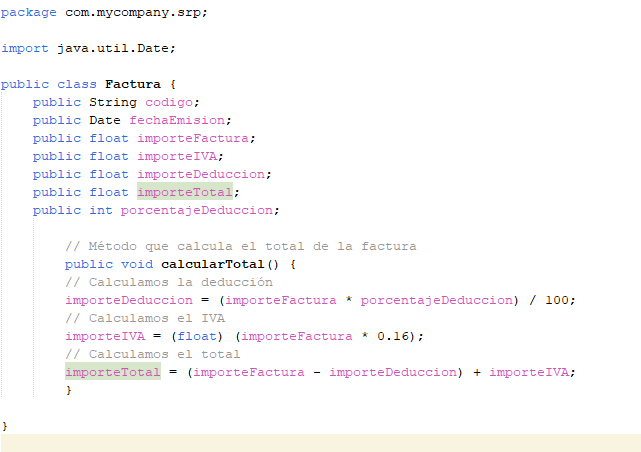 package com.mycompany.srp;
import java.util.Date;
public class Factura {
public String codigo;
public Date fechaEmision;
public float importeFactura;
public float importeIVA;
public float importeDeduccion;
public float importeTotal;
public int porcentajeDeduccion;
// Método que calcula el total de la factura
public void calcularTotal() {
// Calculamos la deducción
importeDeduccion = (importeFactura * porcentajeDeduccion) / 100;
// Calculamos el IVA
importeIVA = (float) (importeFactura * 0.16);
// Calculamos el total
importeTotal = (importeFactura - importeDeduccion) + importeIVA;
}
}